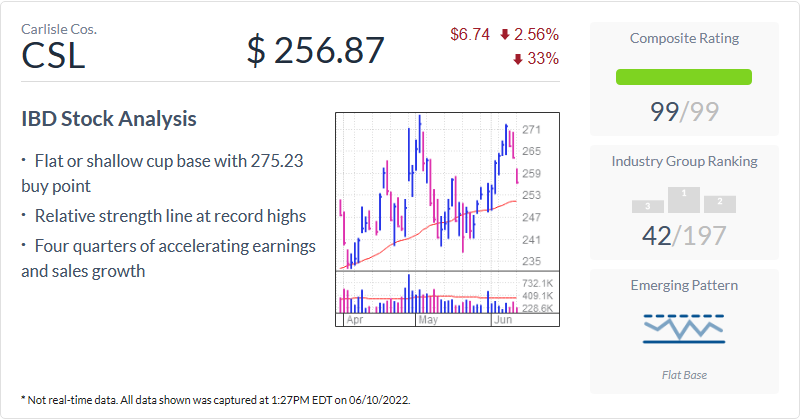 Carlisle Cos.
CSL
$ 256.87
$6.74 2.56%
33%
IBD Stock Analysis
· Flat or shallow cup base with 275.23
buy point
· Relative strength line at record highs
· Four quarters of accelerating earnings
and sales growth
271
265
259
253
247
241
235
732.1K
409.1K
228.6K
Apr May Jun
Composite Rating
99/99
Industry Group Ranking
3 1 2
42/197
Emerging Pattern
Flat Base
* Not real-time data. All data shown was captured at 1:27PM EDT on 06/10/2022.